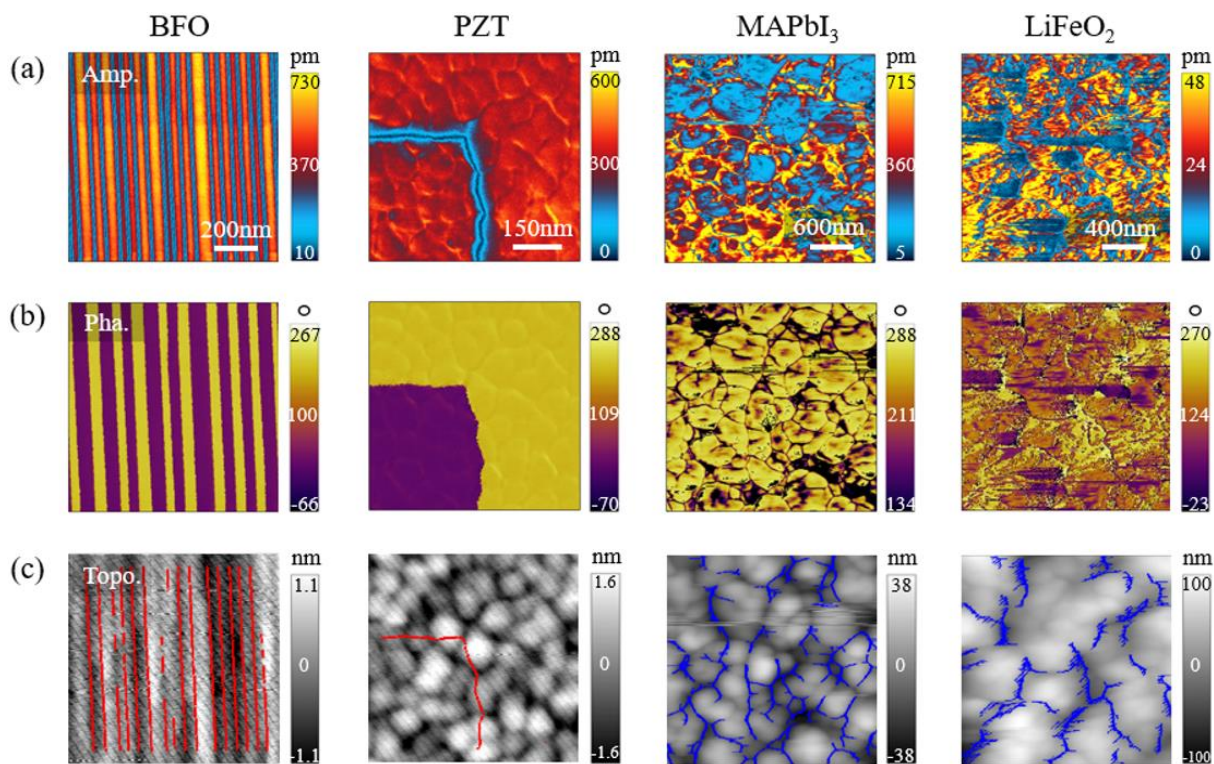 BFO PZT MAPbI₃ LiFeO₂
(a) Amp. pm pm pm pm
730 600 715 48
370 300 360 24
200nm 150nm 600nm 400nm
10 0 5 0
(b) Pha. o o o o
267 288 288 270
100 109 211 124
-66 -70 134 -23
(c) Topo. nm nm nm nm
1.1 1.6 38 100
0 0 0 0
-1.1 -1.6 -38 -100